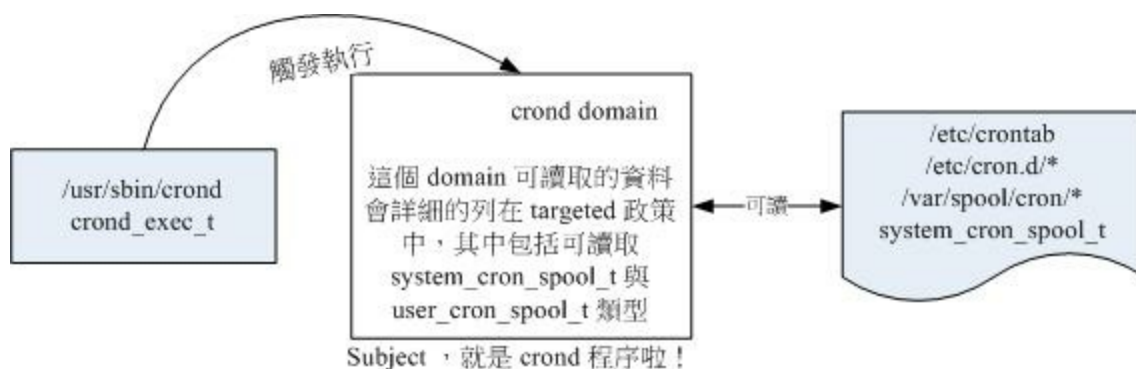 觸發執行
/usr/sbin/crond
crond_exec_t
crond domain
這個 domain 可讀取的資料
會詳細的列在 targeted 政策
中，其中包括可讀取
system_cron_spool_t 與
user_cron_spool_t 類型
Subject ，就是 crond 程序啦！
可讀
/etc/crontab
/etc/cron.d/*
/var/spool/cron/*
system_cron_spool_t